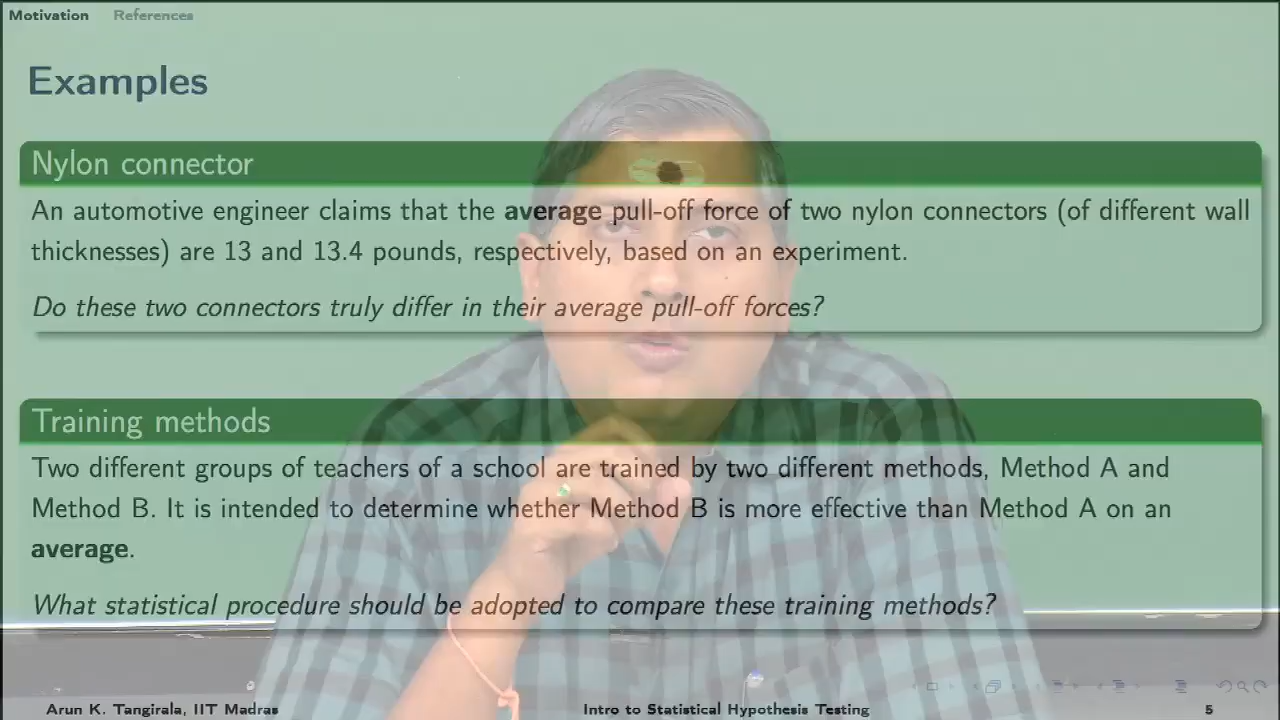 Motivation References
Examples
Nylon connector
An automotive engineer claims that the average pull-off force of two nylon connectors (of different wall
thicknesses) are 13 and 13.4 pounds, respectively, based on an experiment.
Do these two connectors truly differ in their average pull-off forces?
Training methods
Two different groups of teachers of a school are trained by two different methods, Method A and
Method B. It is intended to determine whether Method B is more effective than Method A on an
average.
What statistical procedure should be adopted to compare these training methods?
Arun K. Tangirala, IIT Madras Intro to Statistical Hypothesis Testing 5